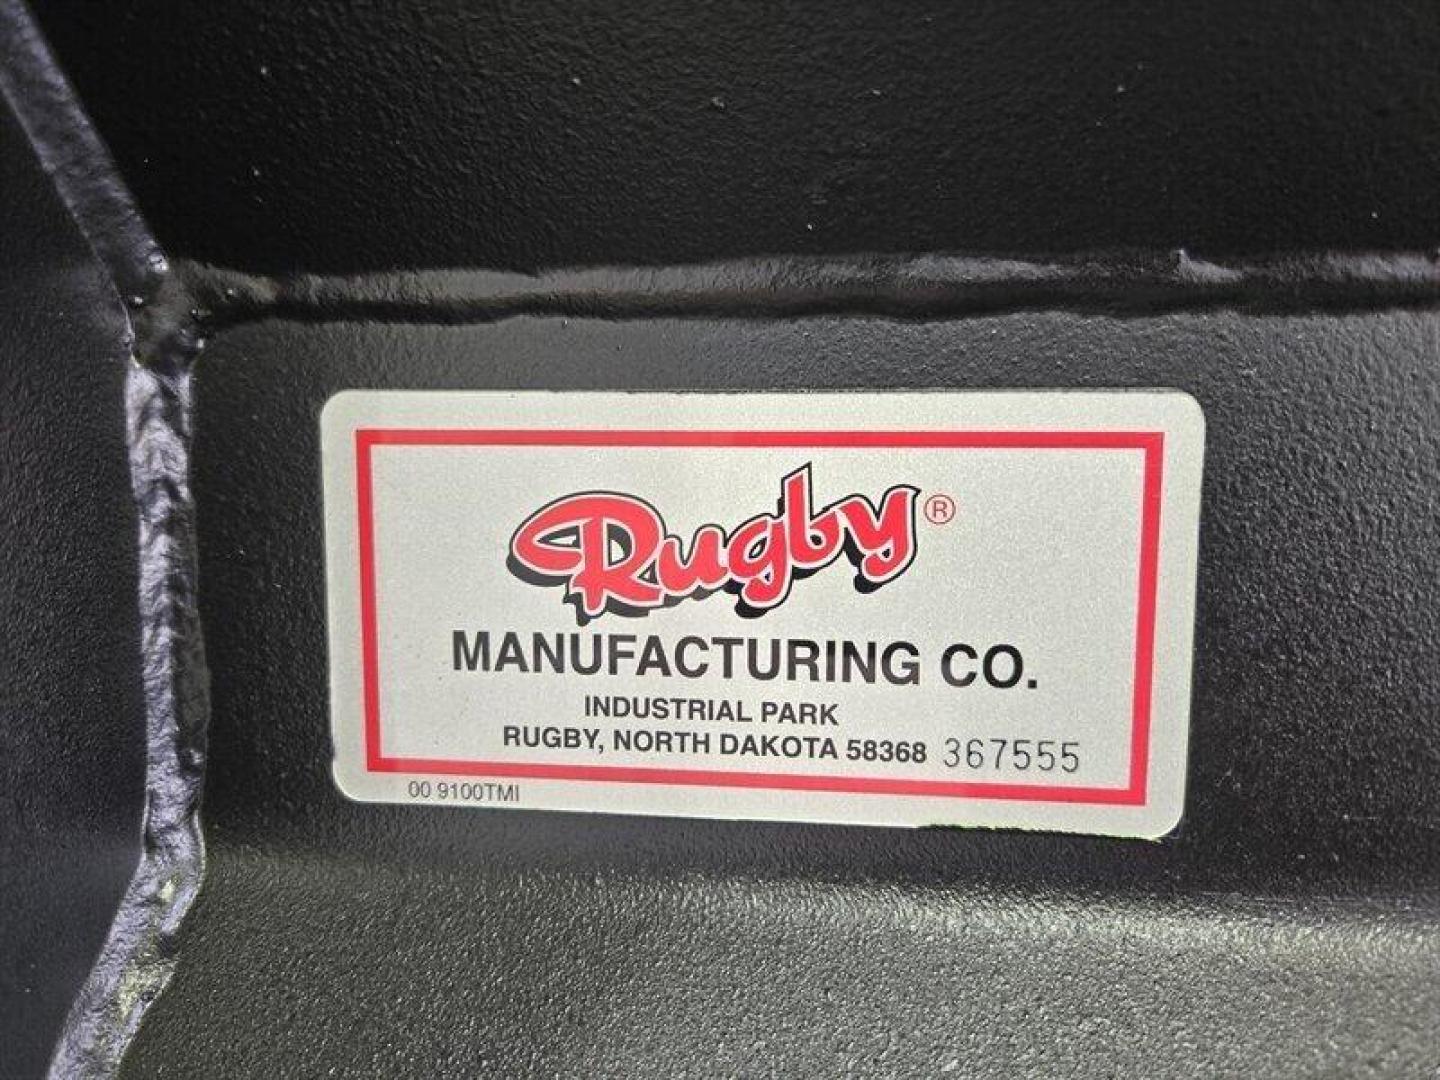 Rugby®
MANUFACTURING CO.
INDUSTRIAL PARK
RUGBY, NORTH DAKOTA 58368 367555
00 9100TMI